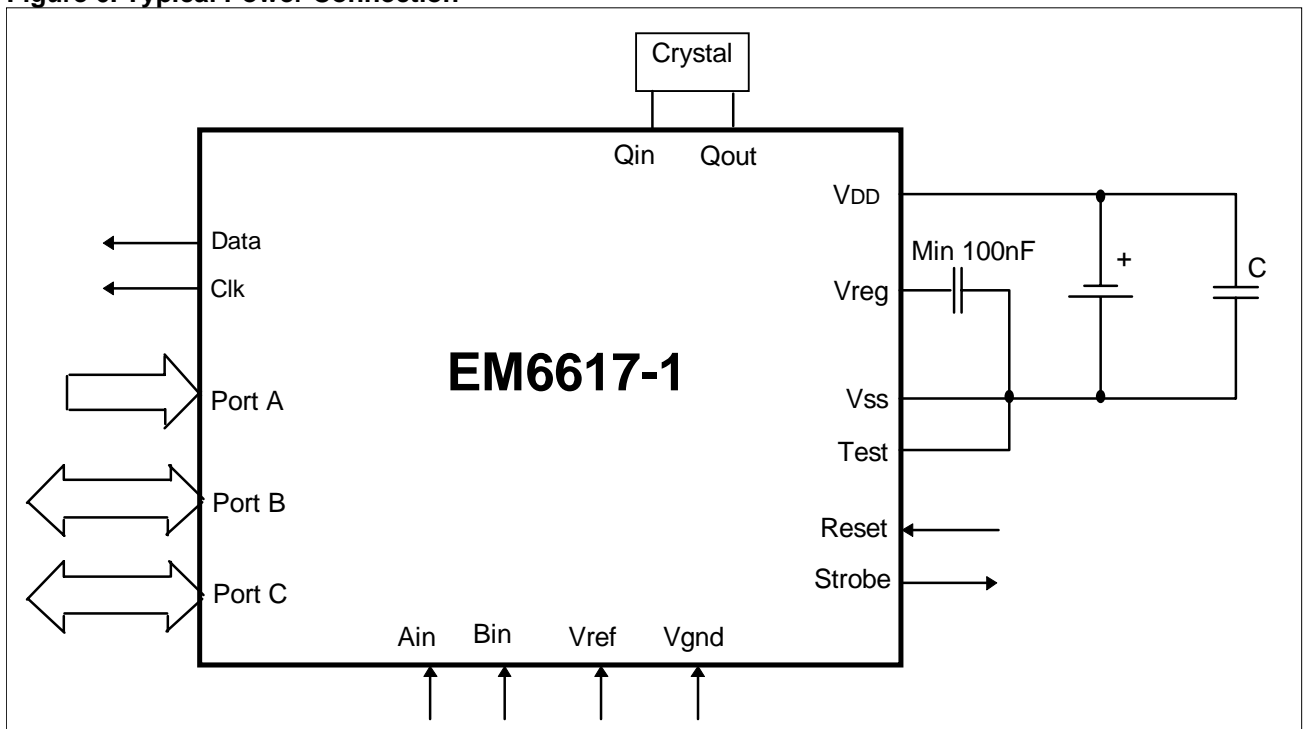 Crystal
Qin Qout
VDD
Data
Min 100nF
+
C
Clk
Vreg
EM6617-1
Port A
Vss
Test
Port B
Reset
Strobe
Port C
Ain Bin Vref Vgnd